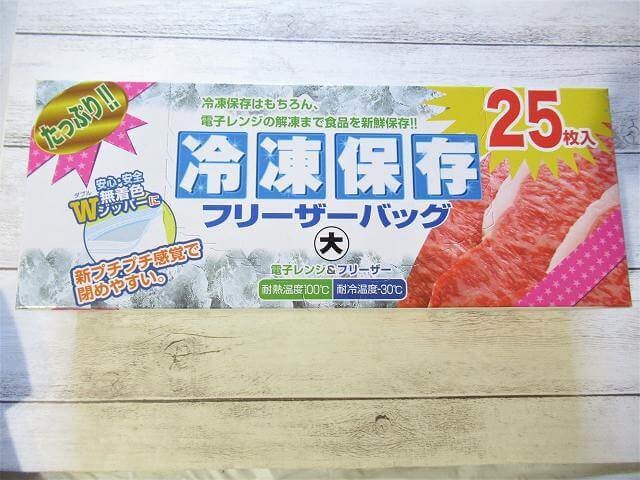 たっぷり!!
冷凍保存はもちろん、
電子レンジの解凍まで食品を新鮮保存!!
25枚入
冷凍保存
フリーザーバッグ
大
安心・安全
無着色
ダブル
Wジッパーに
新プチプチ感覚で
閉めやすい。
電子レンジ&フリーザー
耐熱温度100℃
耐冷温度-30℃